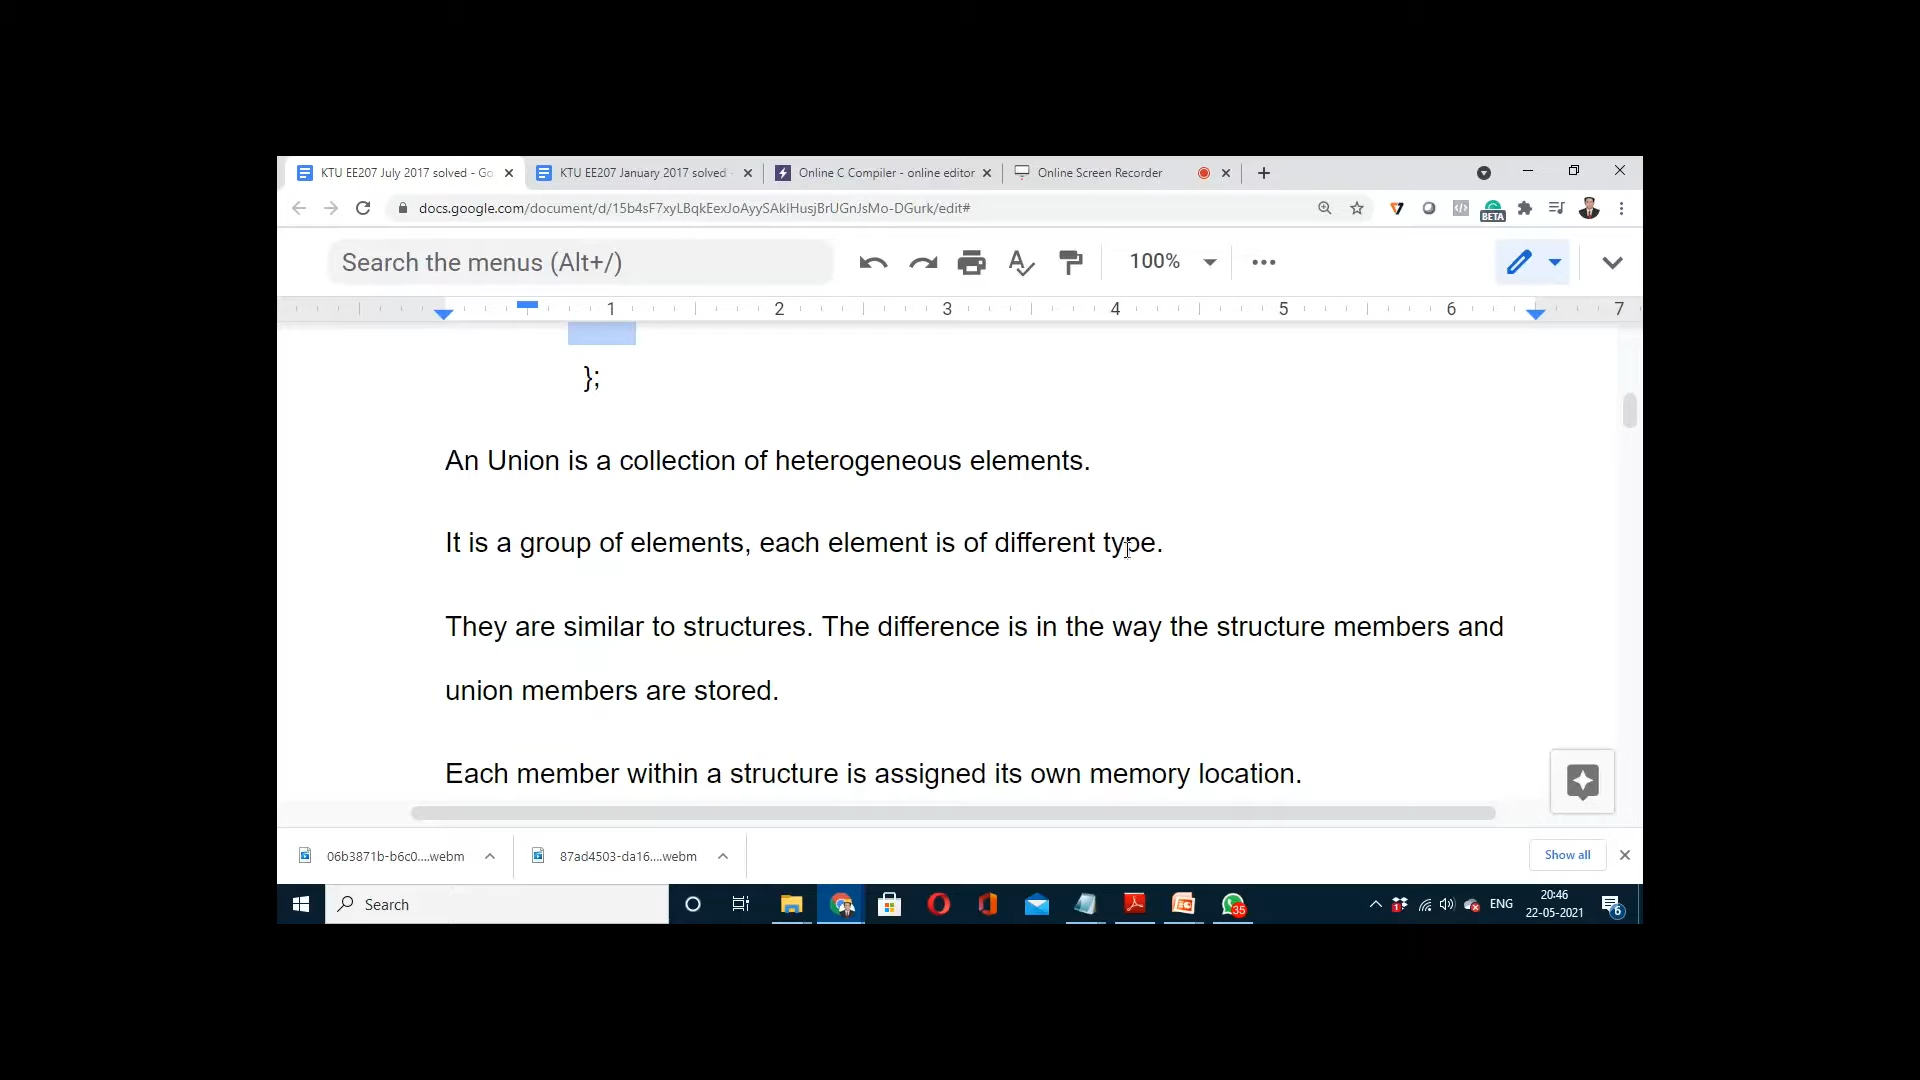 KTU EE207 July 2017 solved - Go
KTU EE207 January 2017 solved -
Online C Compiler - online editor
Online Screen Recorder
docs.google.com/document/d/15b4sF7xyLBqkEexJoAyySAkIHusjBrUGnJsMo-DGurk/edit#
BETA
Search the menus (Alt+/)
100%
1 2 3 4 5 6 7
};
An Union is a collection of heterogeneous elements.
It is a group of elements, each element is of different type.
They are similar to structures. The difference is in the way the structure members and
union members are stored.
Each member within a structure is assigned its own memory location.
06b3871b-b6c0....webm
87ad4503-da16....webm
Show all
Search
35
1
ENG
20:46
22-05-2021
6